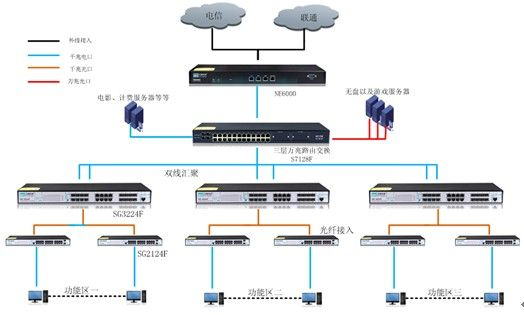 电信
联通
外线接入
千兆电口
千兆光口
万兆光口
NE6000
电影、计费服务器等等
无盘以及游戏服务器
三层万兆路由交换
S7128F
双线汇聚
SG3224F
光纤接入
SG2124F
功能区一
功能区二
功能区三